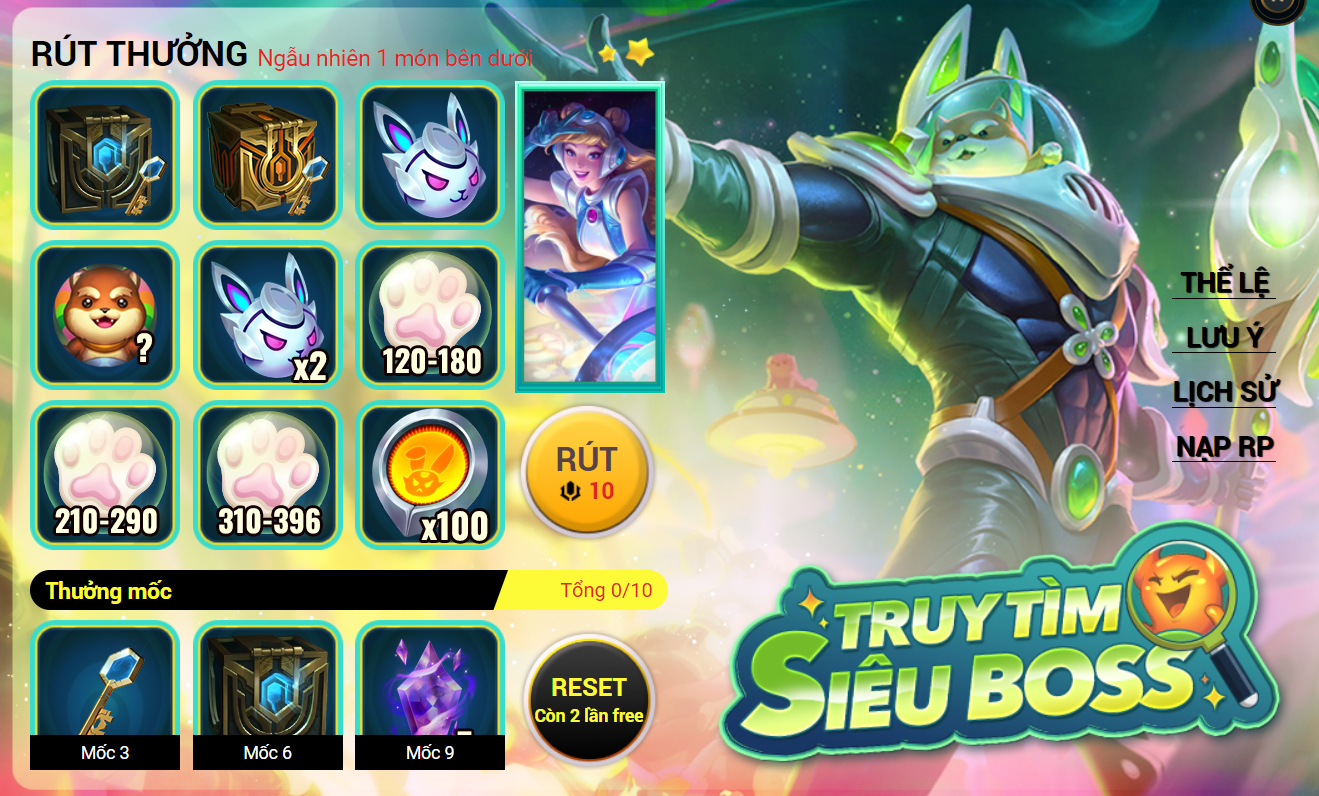 RÚT THƯỞNG Ngẫu nhiên 1 món bên dưới
?
x2
120-180
210-290
310-396
x100
RÚT
10
THỂ LỆ
LƯU Ý
LỊCH SỬ
NẠP RP
Thưởng mốc
Tổng 0/10
Mốc 3
Mốc 6
Mốc 9
RESET
Còn 2 lần free
TRUY TÌM
SIÊU BOSS